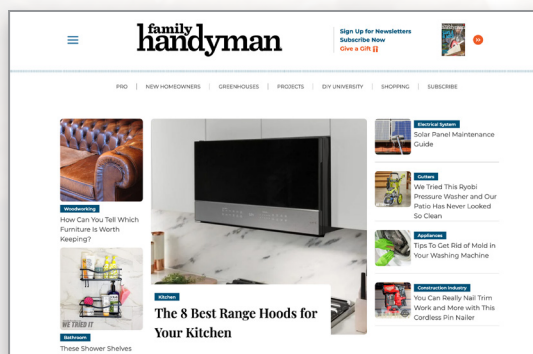 family
handyman
Sign Up for Newsletters
Subscribe Now
Give a Gift
PRO | NEW HOMEOWNERS | GREENHOUSES | PROJECTS | DIY UNIVERSITY | SHOPPING | SUBSCRIBE
Woodworking
How Can You Tell Which
Furniture Is Worth
Keeping?
WE TRIED IT
Bathroom
These Shower Shelves
Kitchen
The 8 Best Range Hoods for
Your Kitchen
Electrical System
Solar Panel Maintenance
Guide
Gutters
We Tried This Ryobi
Pressure Washer and Our
Patio Has Never Looked
So Clean
Appliances
Tips To Get Rid of Mold in
Your Washing Machine
Construction Industry
You Can Really Nail Trim
Work and More with This
Cordless Pin Nailer